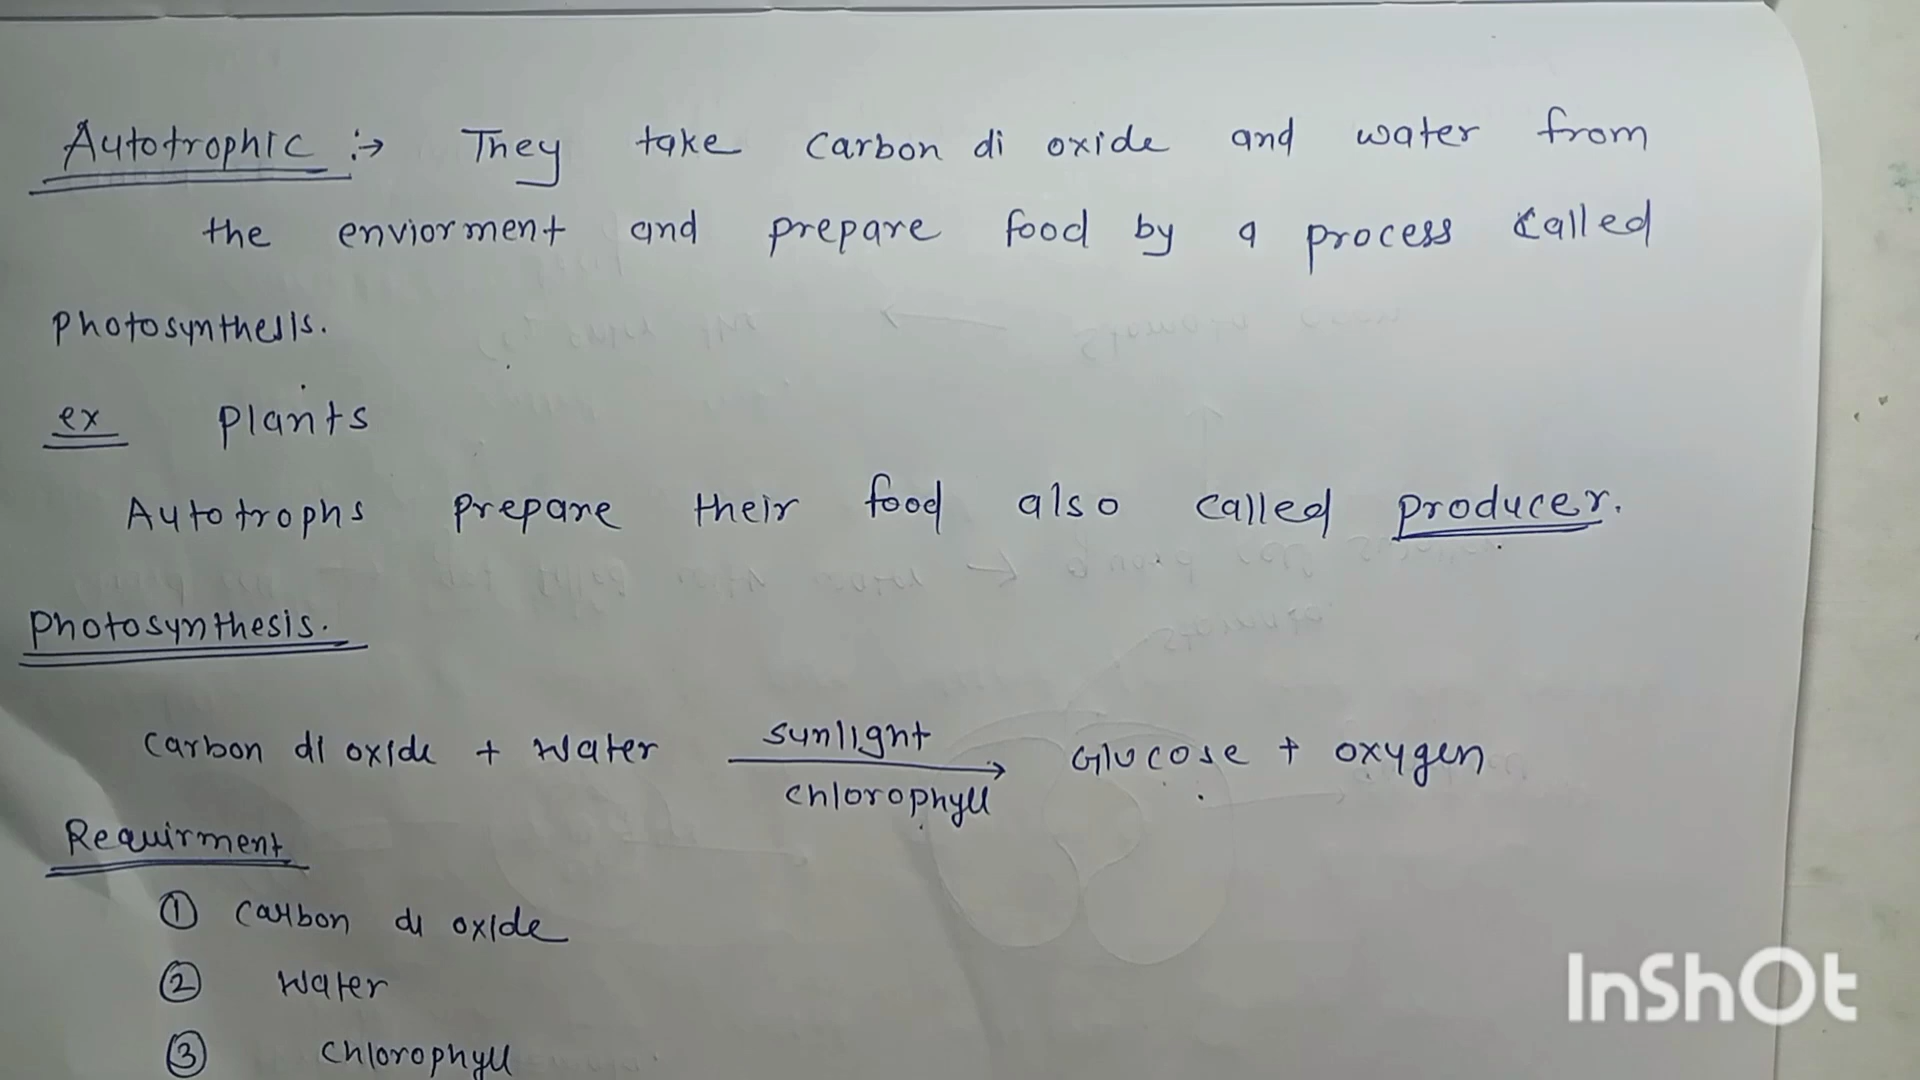 Autotrophic :→ They take carbon di oxide and water from
the enviorment and prepare food by a process called
photosynthesis.
ex plants
Autotrophs prepare their food also called producer.
photosynthesis.
carbon di oxide + water sunlight → chlorophyll Glucose + oxygen
Requirment
① carbon di oxide
② water
③ chlorophyll
InShOt